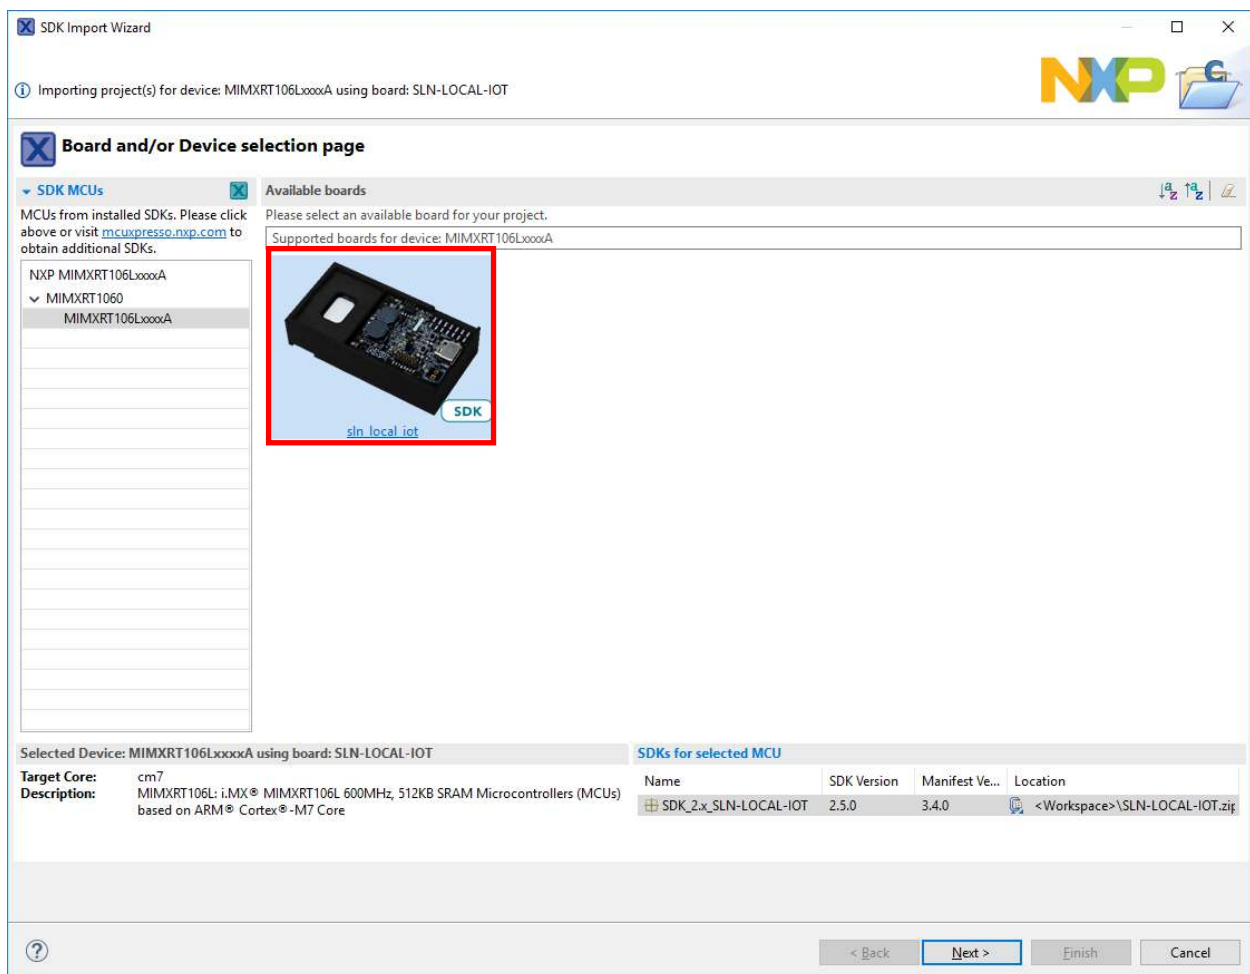 SDK Import Wizard
Importing project(s) for device: MIMXRT106LxxxxA using board: SLN-LOCAL-IOT
NXP
Board and/or Device selection page
SDK MCUs
MCUs from installed SDKs. Please click
above or visit mcuxpresso.nxp.com to
obtain additional SDKs.
NXP MIMXRT106LxxxxA
MIMXRT1060
MIMXRT106LxxxxA
Available boards
Please select an available board for your project.
Supported boards for device: MIMXRT106LxxxxA
SDK
sln_local_iot
Selected Device: MIMXRT106LxxxxA using board: SLN-LOCAL-IOT
Target Core: cm7
Description: MIMXRT106L: i.MX® MIMXRT106L 600MHz, 512KB SRAM Microcontrollers (MCUs)
based on ARM® Cortex®-M7 Core
SDKs for selected MCU
Name SDK Version Manifest Ve... Location
SDK_2.x_SLN-LOCAL-IOT 2.5.0 3.4.0 <Workspace>\SLN-LOCAL-IOT.zip
< Back Next > Finish Cancel